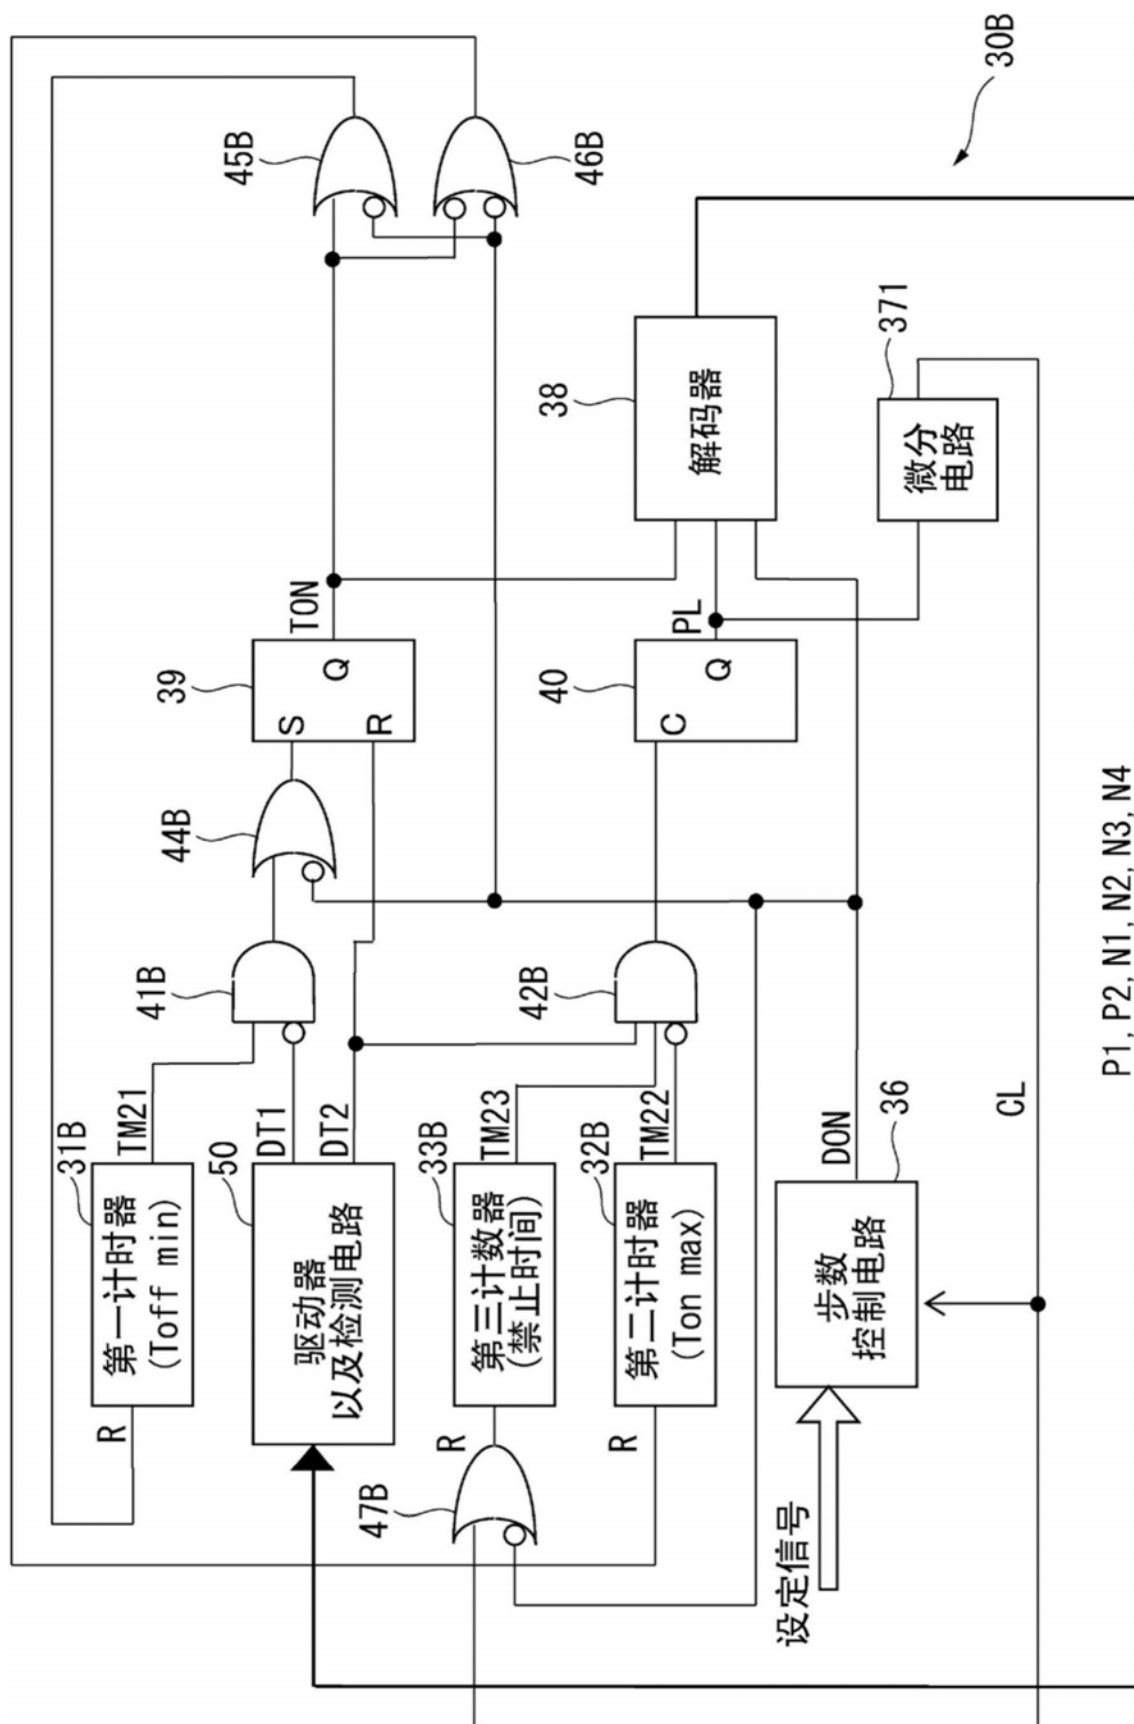 30B
45B
46B
371
微分
电路
38
解码器
TON
PL
39
S
Q
R
40
C
Q
44B
41B
42B
31B
TM21
第一计时器
(Toff min)
R
50
DT1
DT2
驱动器
以及检测电路
33B
TM23
第三计数器
(禁止时间)
R
32B
TM22
第二计时器
(Ton max)
R
47B
DON
36
步数
控制电路
设定信号
CL
P1, P2, N1, N2, N3, N4